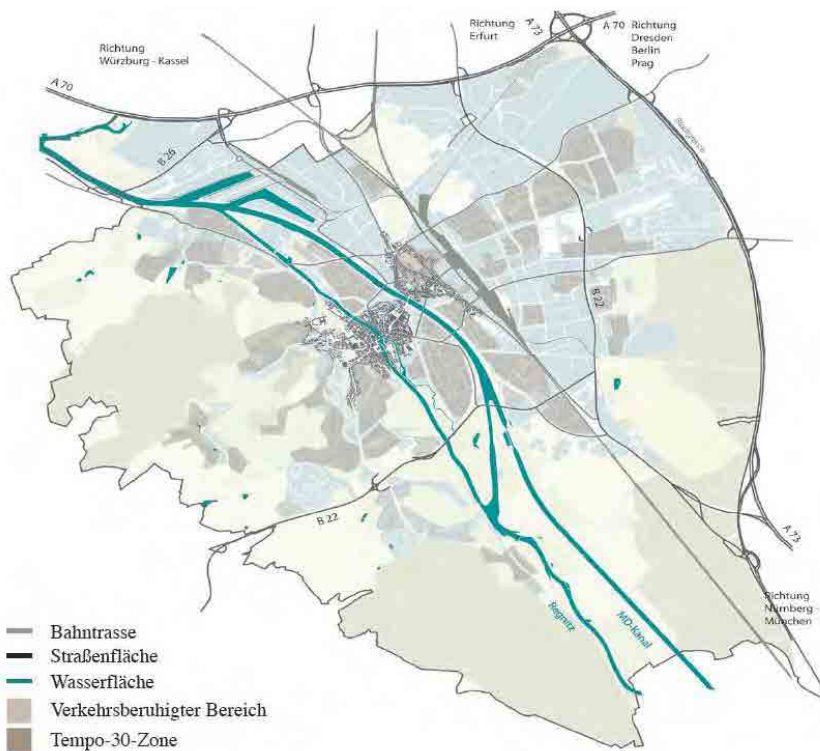 Richtung
Würzburg - Kassel
Richtung
Erfurt
A 73
A 70
Richtung
Dresden
Berlin
Prag
A 70
B 26
B 22
B 22
A 73
Richtung
Nürnberg -
München
Regnitz
MD-Kanal
Bahntrasse
Straßenfläche
Wasserfläche
Verkehrsberuhigter Bereich
Tempo-30-Zone